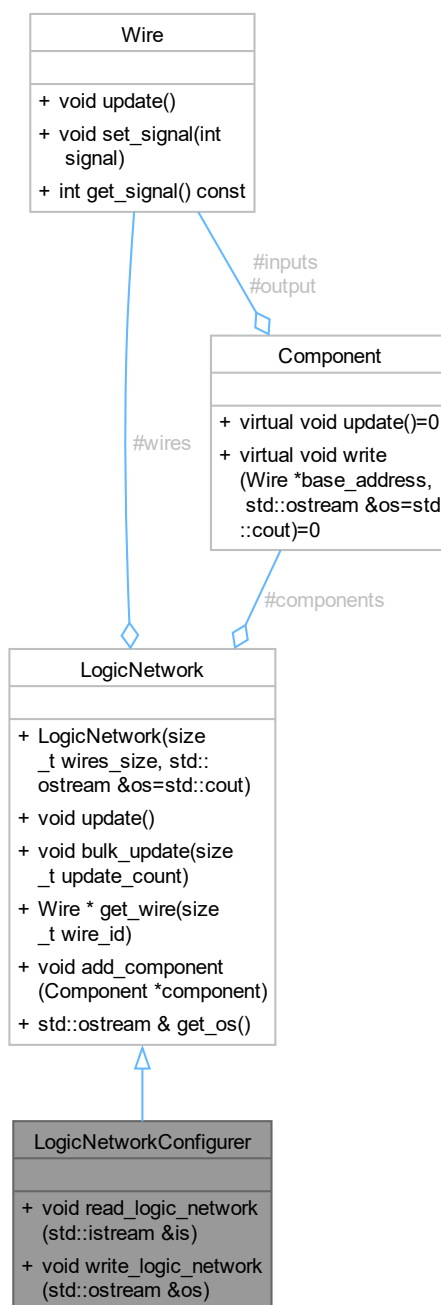 Wire
+ void update()
+ void set_signal(int
signal)
+ int get_signal() const
#inputs
#output
Component
+ virtual void update()=0
+ virtual void write
(Wire *base_address,
std::ostream &os=std
::cout)=0
#wires
#components
LogicNetwork
+ LogicNetwork(size
_t wires_size, std::
ostream &os=std::cout)
+ void update()
+ void bulk_update(size
_t update_count)
+ Wire * get_wire(size
_t wire_id)
+ void add_component
(Component *component)
+ std::ostream & get_os()
LogicNetworkConfigurer
+ void read_logic_network
(std::istream &is)
+ void write_logic_network
(std::ostream &os)